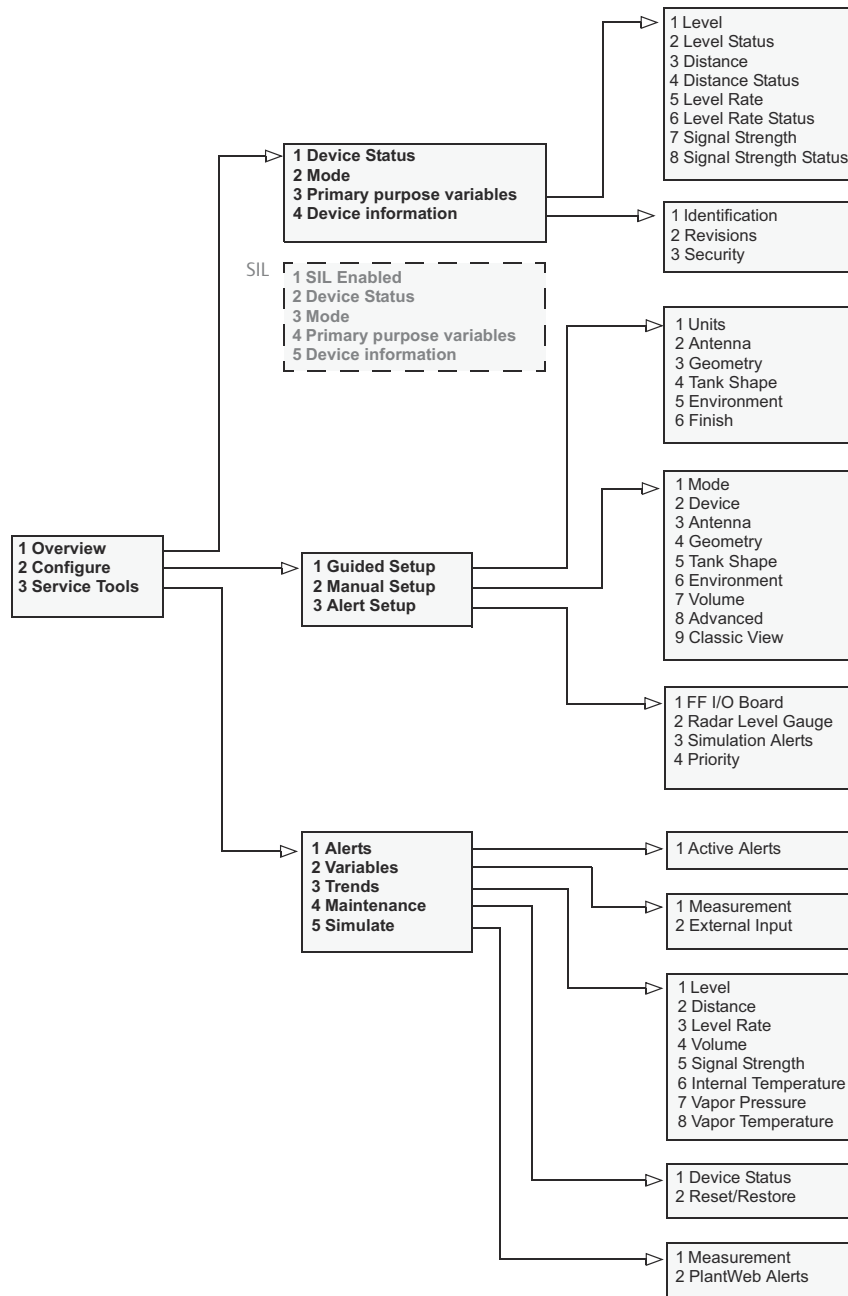 1 Level
2 Level Status
3 Distance
4 Distance Status
5 Level Rate
6 Level Rate Status
7 Signal Strength
8 Signal Strength Status
1 Device Status
2 Mode
3 Primary purpose variables
4 Device information
1 Identification
2 Revisions
3 Security
SIL
1 SIL Enabled
2 Device Status
3 Mode
4 Primary purpose variables
5 Device information
1 Units
2 Antenna
3 Geometry
4 Tank Shape
5 Environment
6 Finish
1 Overview
2 Configure
3 Service Tools
1 Guided Setup
2 Manual Setup
3 Alert Setup
1 Mode
2 Device
3 Antenna
4 Geometry
5 Tank Shape
6 Environment
7 Volume
8 Advanced
9 Classic View
1 FF I/O Board
2 Radar Level Gauge
3 Simulation Alerts
4 Priority
1 Alerts
2 Variables
3 Trends
4 Maintenance
5 Simulate
1 Active Alerts
1 Measurement
2 External Input
1 Level
2 Distance
3 Level Rate
4 Volume
5 Signal Strength
6 Internal Temperature
7 Vapor Pressure
8 Vapor Temperature
1 Device Status
2 Reset/Restore
1 Measurement
2 PlantWeb Alerts